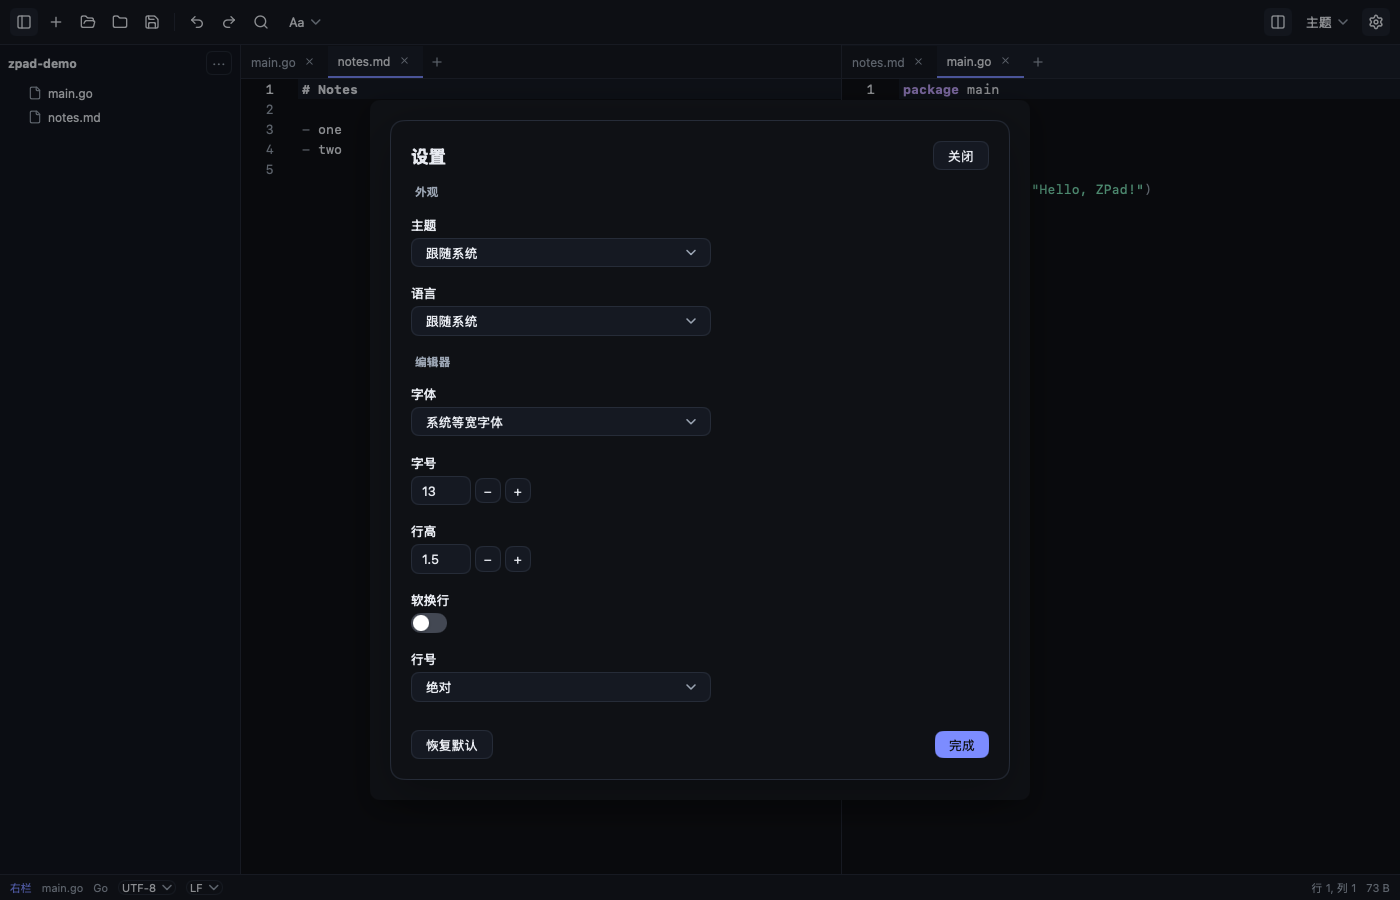 Aa
主题
zpad-demo
...
main.go
notes.md
main.go ×
notes.md ×
notes.md ×
main.go ×
1 # Notes
2
3 - one
4 - two
5
1 package main
"Hello, ZPad!")
设置
关闭
外观
主题
跟随系统
语言
跟随系统
编辑器
字体
系统等宽字体
字号
13 − +
行高
1.5 − +
软换行
行号
绝对
恢复默认
完成
右栏 main.go Go UTF-8 LF
行 1, 列 1 73 B